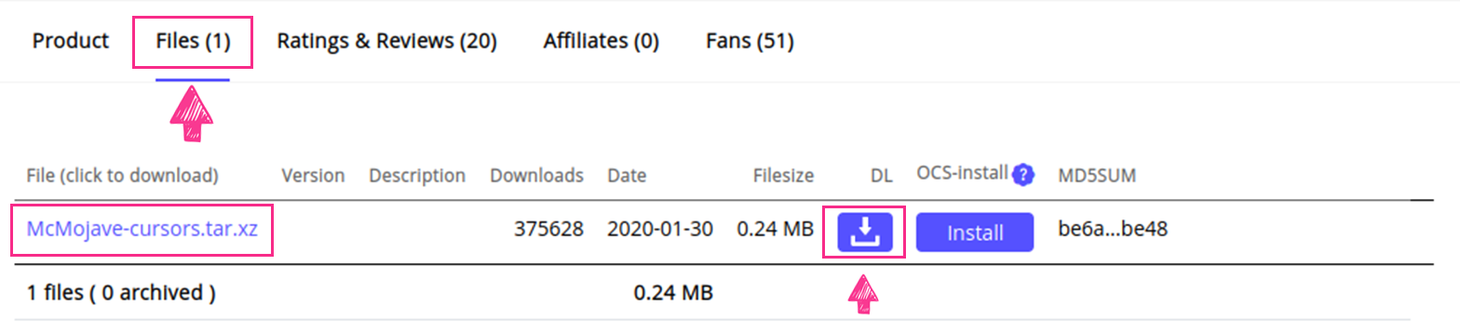 Product Files (1) Ratings & Reviews (20) Affiliates (0) Fans (51)
File (click to download) Version Description Downloads Date Filesize DL OCS-install ? MD5SUM
McMojave-cursors.tar.xz 375628 2020-01-30 0.24 MB Install be6a...be48
1 files ( 0 archived ) 0.24 MB